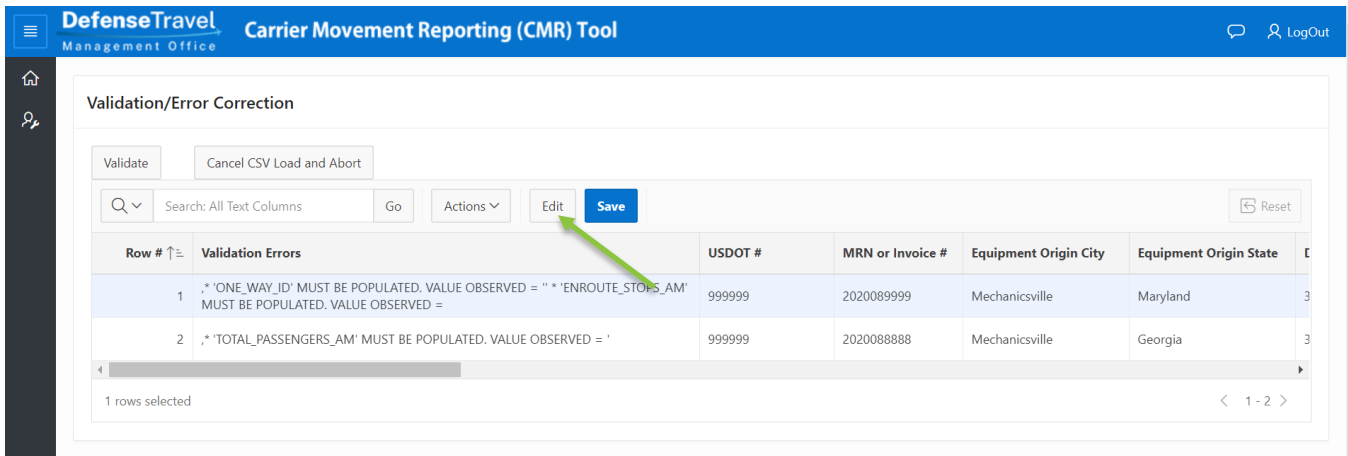 DefenseTravel
Management Office
Carrier Movement Reporting (CMR) Tool
LogOut
Validation/Error Correction
Validate Cancel CSV Load and Abort
Search: All Text Columns Go Actions Edit Save Reset
Row # Validation Errors USDOT # MRN or Invoice # Equipment Origin City Equipment Origin State
1 ,* 'ONE_WAY_ID' MUST BE POPULATED. VALUE OBSERVED = '' * 'ENROUTE_STOPS_AM' 999999 2020089999 Mechanicsville Maryland 3
MUST BE POPULATED. VALUE OBSERVED =
2 ,* 'TOTAL_PASSENGERS_AM' MUST BE POPULATED. VALUE OBSERVED = ' 999999 2020088888 Mechanicsville Georgia 3
1 rows selected 1 - 2